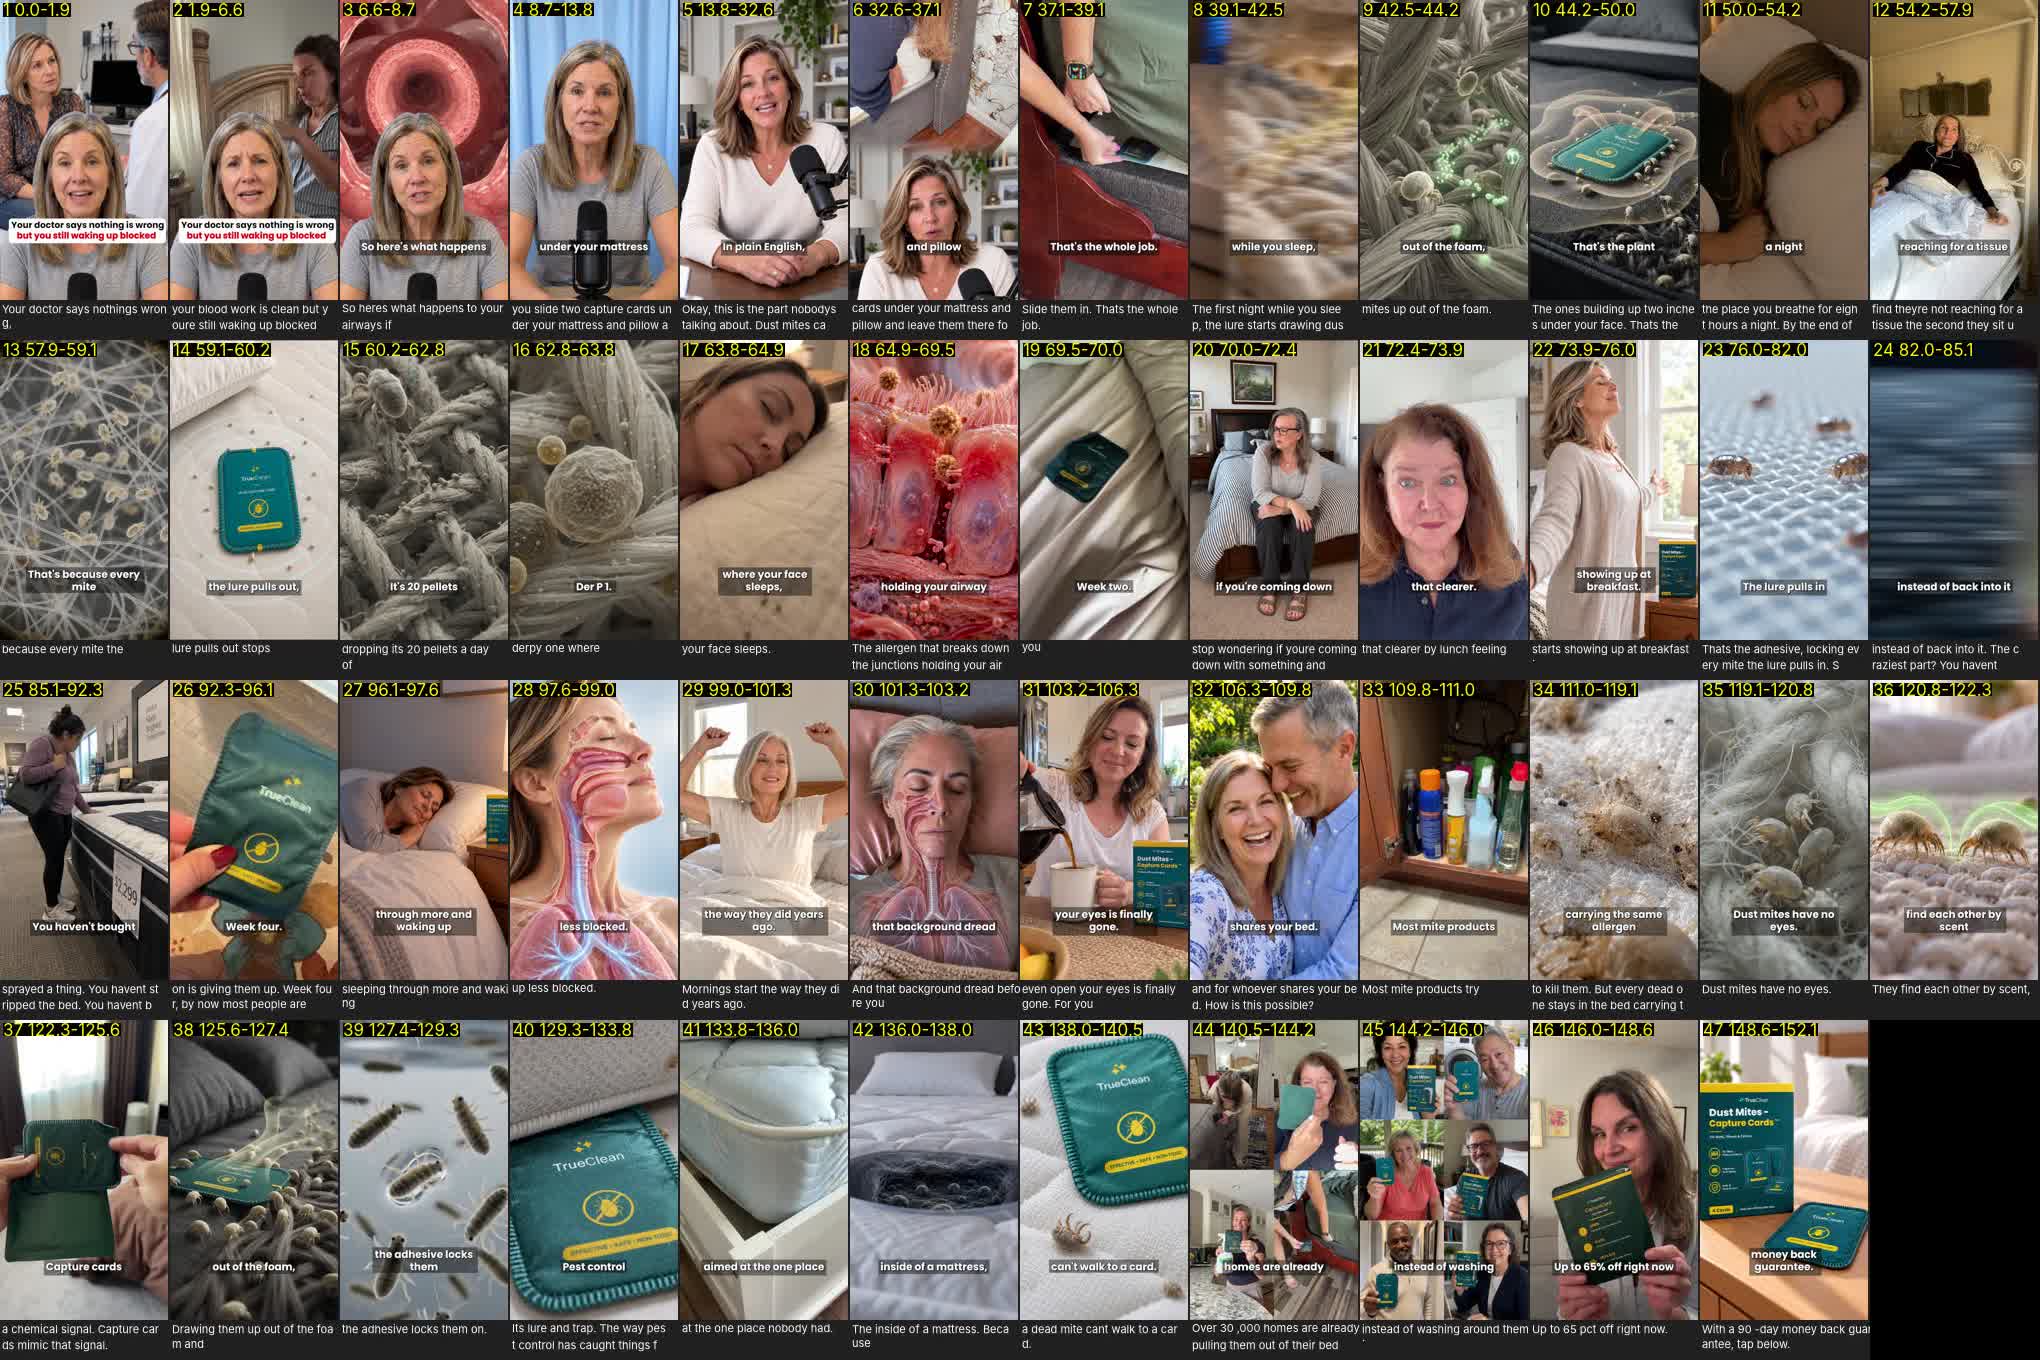 1 0.0-1.9
Your doctor says nothing is wrong
but you still waking up blocked
Your doctor says nothings wron
g,
2 1.9-6.6
Your doctor says nothing is wrong
but you still waking up blocked
your blood work is clean but y
oure still waking up blocked
3 6.6-8.7
So here's what happens
So heres what happens to your
airways if
4 8.7-13.8
under your mattress
you slide two capture cards un
der your mattress and pillow a
5 13.8-32.6
In plain English,
Okay, this is the part nobodys
talking about. Dust mites ca
6 32.6-37.1
and pillow
cards under your mattress and
pillow and leave them there fo
7 37.1-39.1
That's the whole job.
Slide them in. Thats the whole
job.
8 39.1-42.5
while you sleep,
The first night while you slee
p, the lure starts drawing dus
9 42.5-44.2
out of the foam,
mites up out of the foam.
10 44.2-50.0
That's the plant
The ones building up two inche
s under your face. Thats the
11 50.0-54.2
a night
the place you breathe for eigh
t hours a night. By the end of
12 54.2-57.9
reaching for a tissue
find theyre not reaching for a
tissue the second they sit u
13 57.9-59.1
That's because every
mite
because every mite the
14 59.1-60.2
TrueClean
the lure pulls out,
lure pulls out stops
15 60.2-62.8
It's 20 pellets
dropping its 20 pellets a day
of
16 62.8-63.8
Der P 1.
derpy one where
17 63.8-64.9
where your face
sleeps,
your face sleeps.
18 64.9-69.5
holding your airway
The allergen that breaks down
the junctions holding your air
19 69.5-70.0
Week two.
you
20 70.0-72.4
if you're coming down
stop wondering if youre coming
down with something and
21 72.4-73.9
that clearer.
that clearer by lunch feeling
22 73.9-76.0
showing up at
breakfast.
starts showing up at breakfast
.
23 76.0-82.0
The lure pulls in
Thats the adhesive, locking ev
ery mite the lure pulls in. S
24 82.0-85.1
instead of back into it
instead of back into it. The c
raziest part? You havent
25 85.1-92.3
$2,299
You haven't bought
sprayed a thing. You havent st
ripped the bed. You havent b
26 92.3-96.1
TrueClean
Week four.
on is giving them up. Week fou
r, by now most people are
27 96.1-97.6
through more and
waking up
sleeping through more and waki
ng
28 97.6-99.0
less blocked.
up less blocked.
29 99.0-101.3
the way they did years
ago.
Mornings start the way they di
d years ago.
30 101.3-103.2
that background dread
And that background dread befo
re you
31 103.2-106.3
Dust Mites -
Capture Cards
your eyes is finally
gone.
even open your eyes is finally
gone. For you
32 106.3-109.8
shares your bed.
and for whoever shares your be
d. How is this possible?
33 109.8-111.0
Most mite products
Most mite products try
34 111.0-119.1
carrying the same
allergen
to kill them. But every dead o
ne stays in the bed carrying t
35 119.1-120.8
Dust mites have no
eyes.
Dust mites have no eyes.
36 120.8-122.3
find each other by
scent
They find each other by scent,
37 122.3-125.6
Capture cards
a chemical signal. Capture car
ds mimic that signal.
38 125.6-127.4
out of the foam,
Drawing them up out of the foa
m and
39 127.4-129.3
the adhesive locks
them
the adhesive locks them on.
40 129.3-133.8
TrueClean
EFFECTIVE • SAFE • NON-TOXIC
Pest control
Its lure and trap. The way pes
t control has caught things f
41 133.8-136.0
aimed at the one place
at the one place nobody had.
42 136.0-138.0
inside of a mattress,
The inside of a mattress. Beca
use
43 138.0-140.5
TrueClean
EFFECTIVE • SAFE • NON-TOXIC
can't walk to a card.
a dead mite cant walk to a car
d.
44 140.5-144.2
homes are already
Over 30 ,000 homes are already
pulling them out of their bed
45 144.2-146.0
instead of washing
instead of washing around them
.
46 146.0-148.6
Up to 65% off right now
Up to 65 pct off right now.
47 148.6-152.1
TrueClean
Dust Mites -
Capture Cards
4 Cards
money back
guarantee.
With a 90 -day money back guar
antee, tap below.